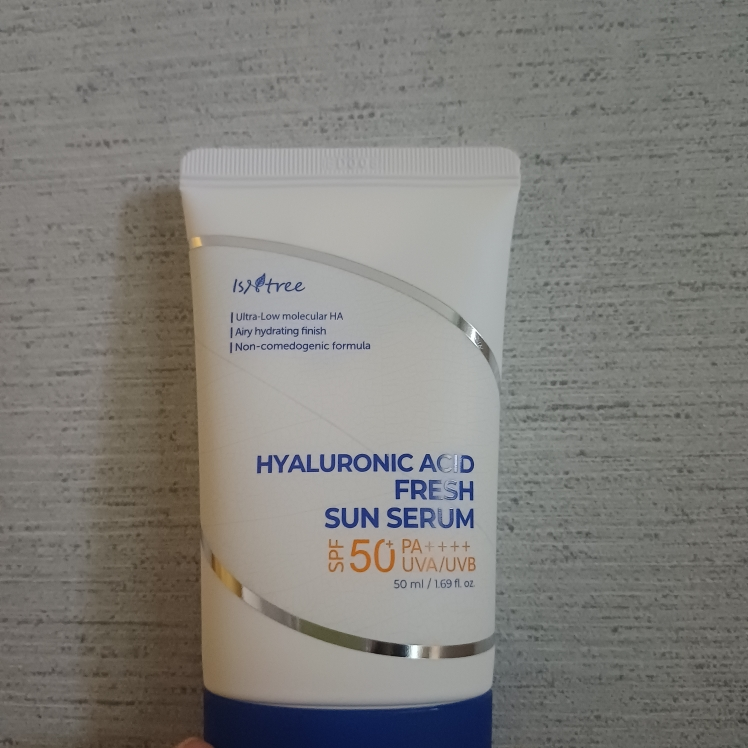 Isntree
Ultra-Low molecular HA
Airy hydrating finish
Non-comedogenic formula
HYALURONIC ACID
FRESH
SUN SERUM
SPF 50+ PA++++
UVA/UVB
50 ml / 1.69 fl. oz.